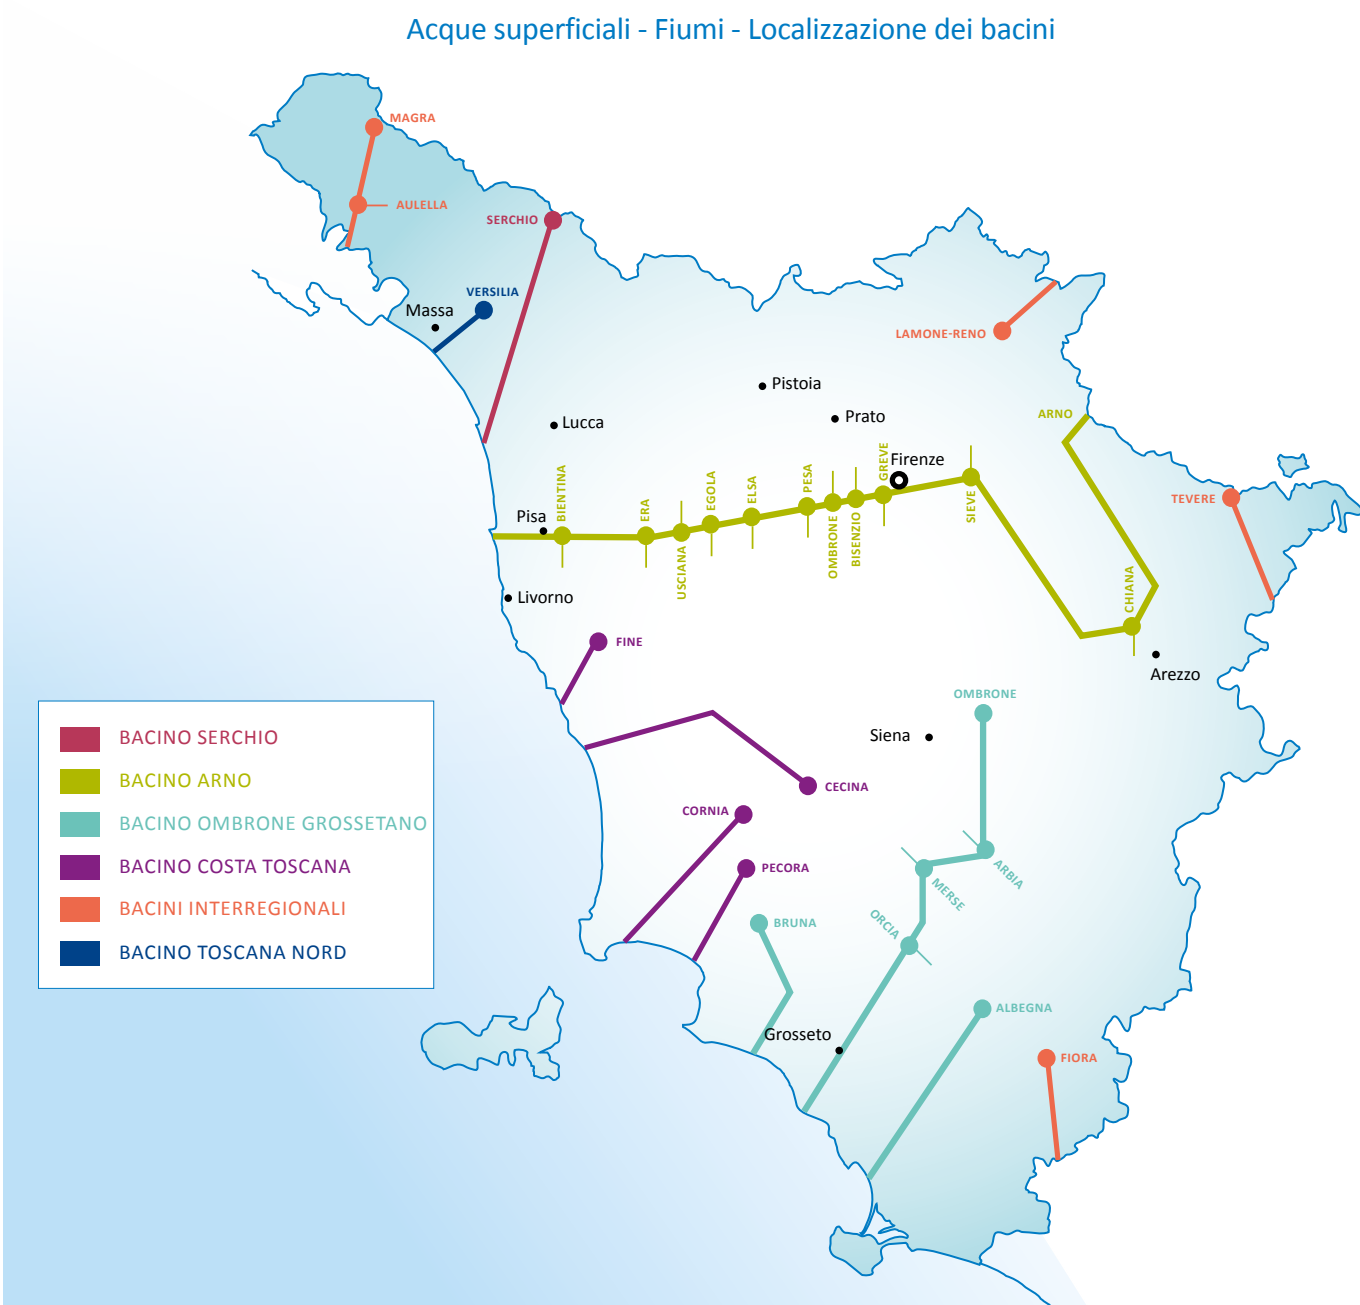 Acque superficiali - Fiumi - Localizzazione dei bacini
MAGRA
AULELLA
SERCHIO
VERSILIA
Massa
LAMONE-RENO
Pistoia
Prato
Lucca
ARNO
Firenze
GREVE
TEVERE
BIENTINA
ERA
USCIANA
EGOLA
ELSA
PESA
OMBRONE
BISENZIO
SIEVE
Pisa
CHIANA
Livorno
FINE
Arezzo
OMBRONE
Siena
CECINA
CORNIA
PECORA
ARBIA
MERSE
ORCIA
BRUNA
ALBEGNA
Grosseto
FIORA
BACINO SERCHIO
BACINO ARNO
BACINO OMBRONE GROSSETANO
BACINO COSTA TOSCANA
BACINI INTERREGIONALI
BACINO TOSCANA NORD